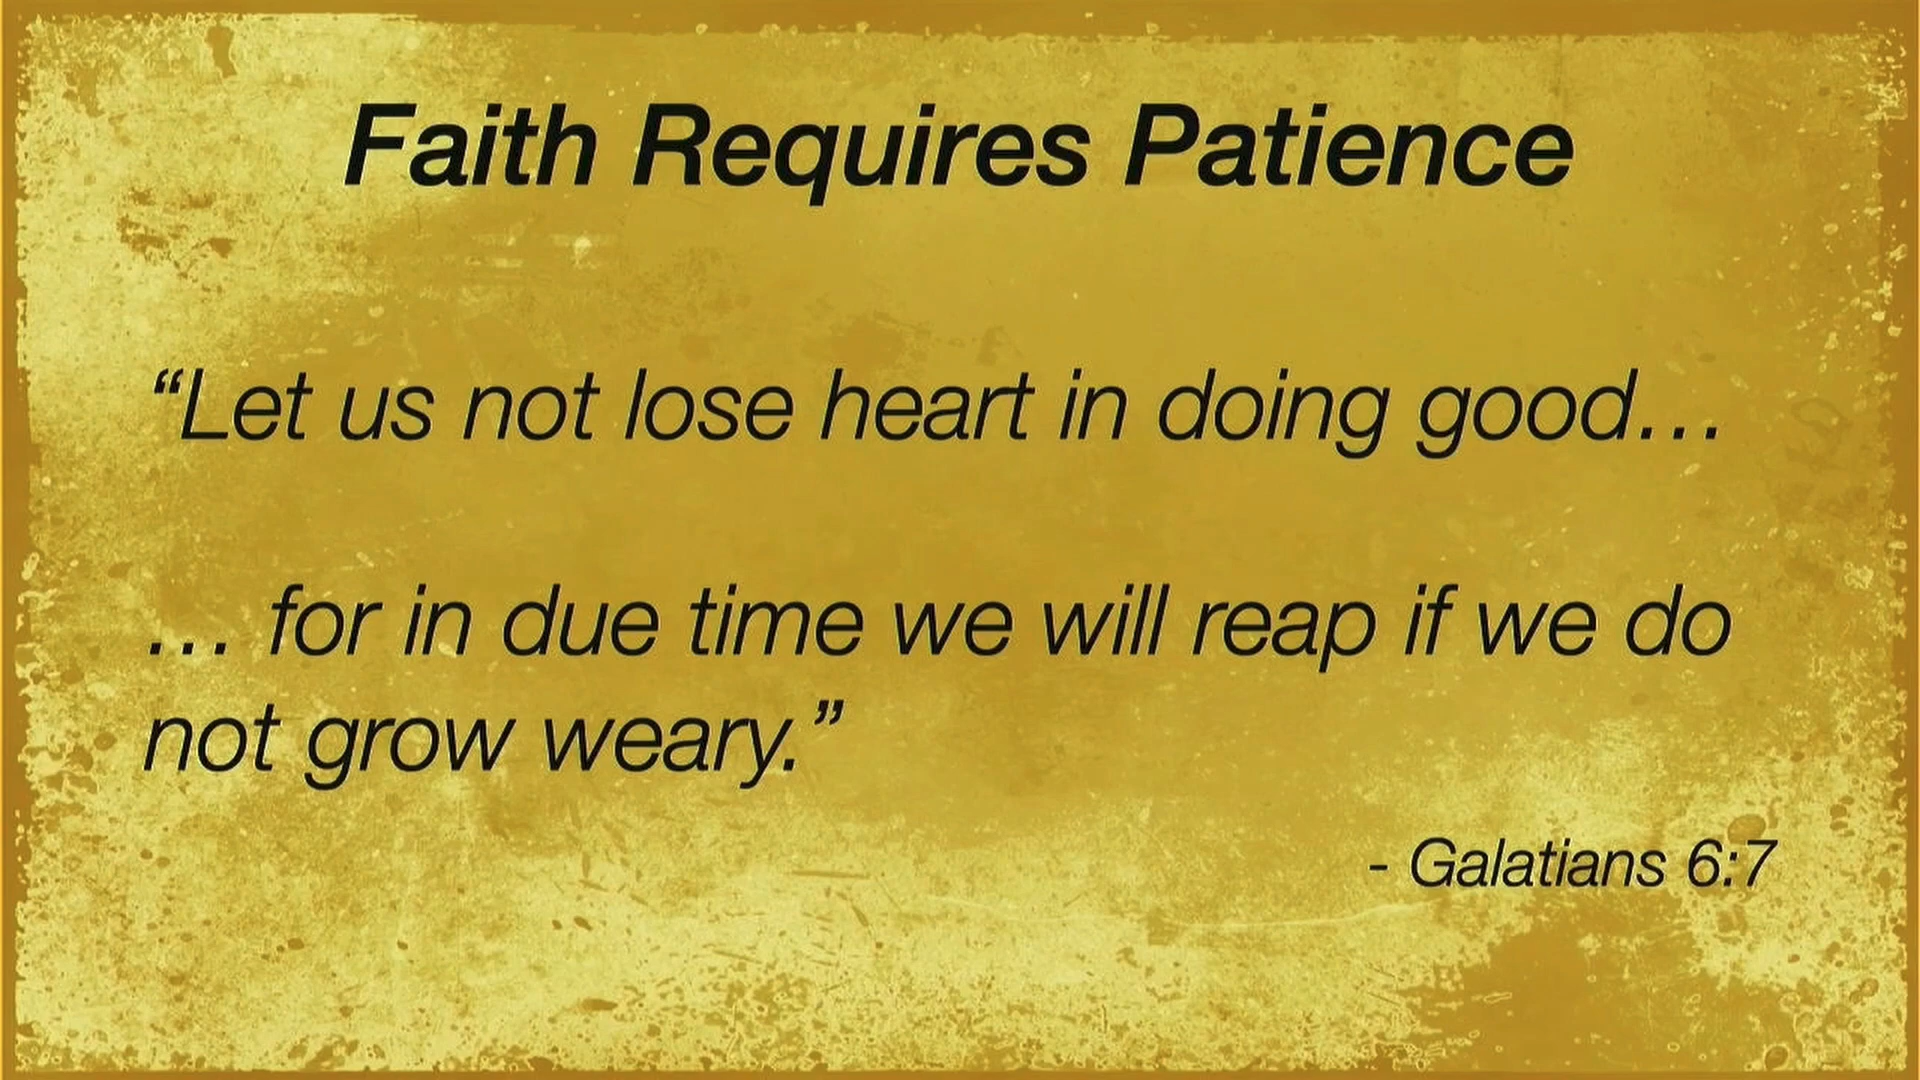 Faith Requires Patience
“Let us not lose heart in doing good…
… for in due time we will reap if we do
not grow weary.”
- Galatians 6:7